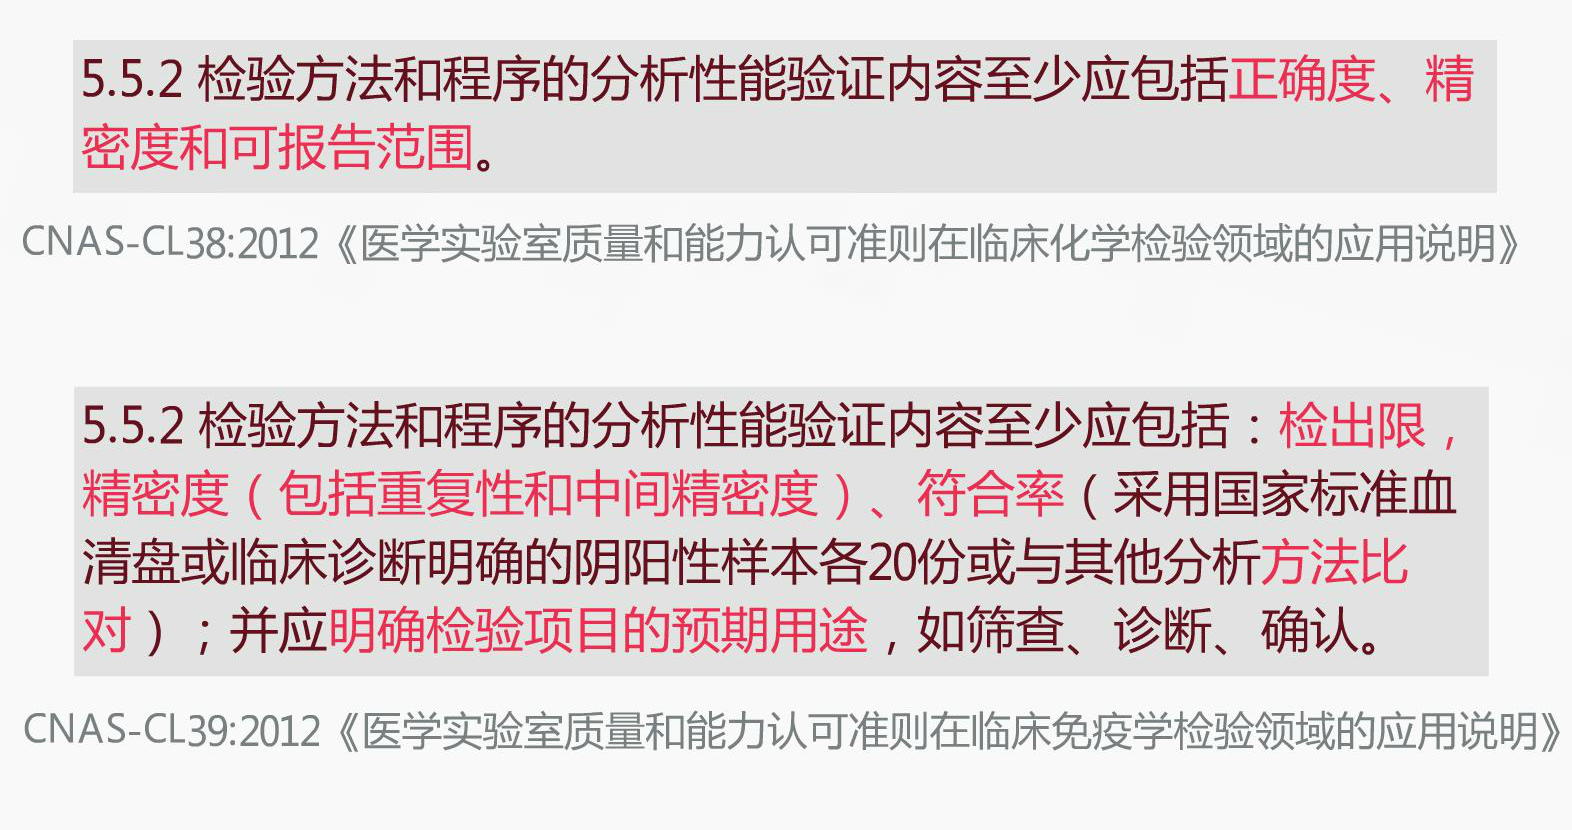 5.5.2 检验方法和程序的分析性能验证内容至少应包括正确度、精
密度和可报告范围。
CNAS-CL38:2012《医学实验室质量和能力认可准则在临床化学检验领域的应用说明》
5.5.2 检验方法和程序的分析性能验证内容至少应包括：检出限，
精密度（包括重复性和中间精密度）、符合率（采用国家标准血
清盘或临床诊断明确的阴阳性样本各20份或与其他分析方法比
对）；并应明确检验项目的预期用途，如筛查、诊断、确认。
CNAS-CL39:2012《医学实验室质量和能力认可准则在临床免疫学检验领域的应用说明》